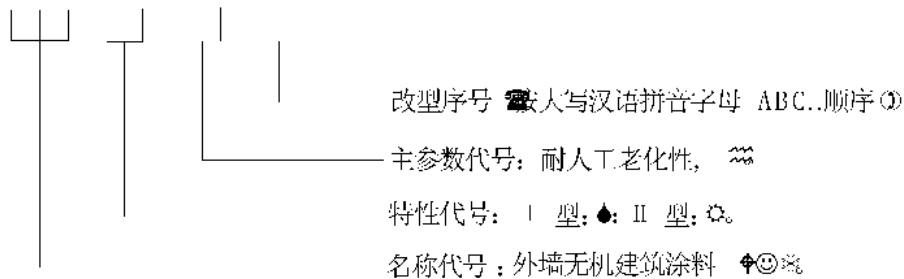 改型序号 ☎按大写汉语拼音字母 ABC..顺序
主参数代号：耐人工老化性， ♒
特性代号：Ⅰ 型：💧：Ⅱ 型：☼。
名称代号：外墙无机建筑涂料 ☺